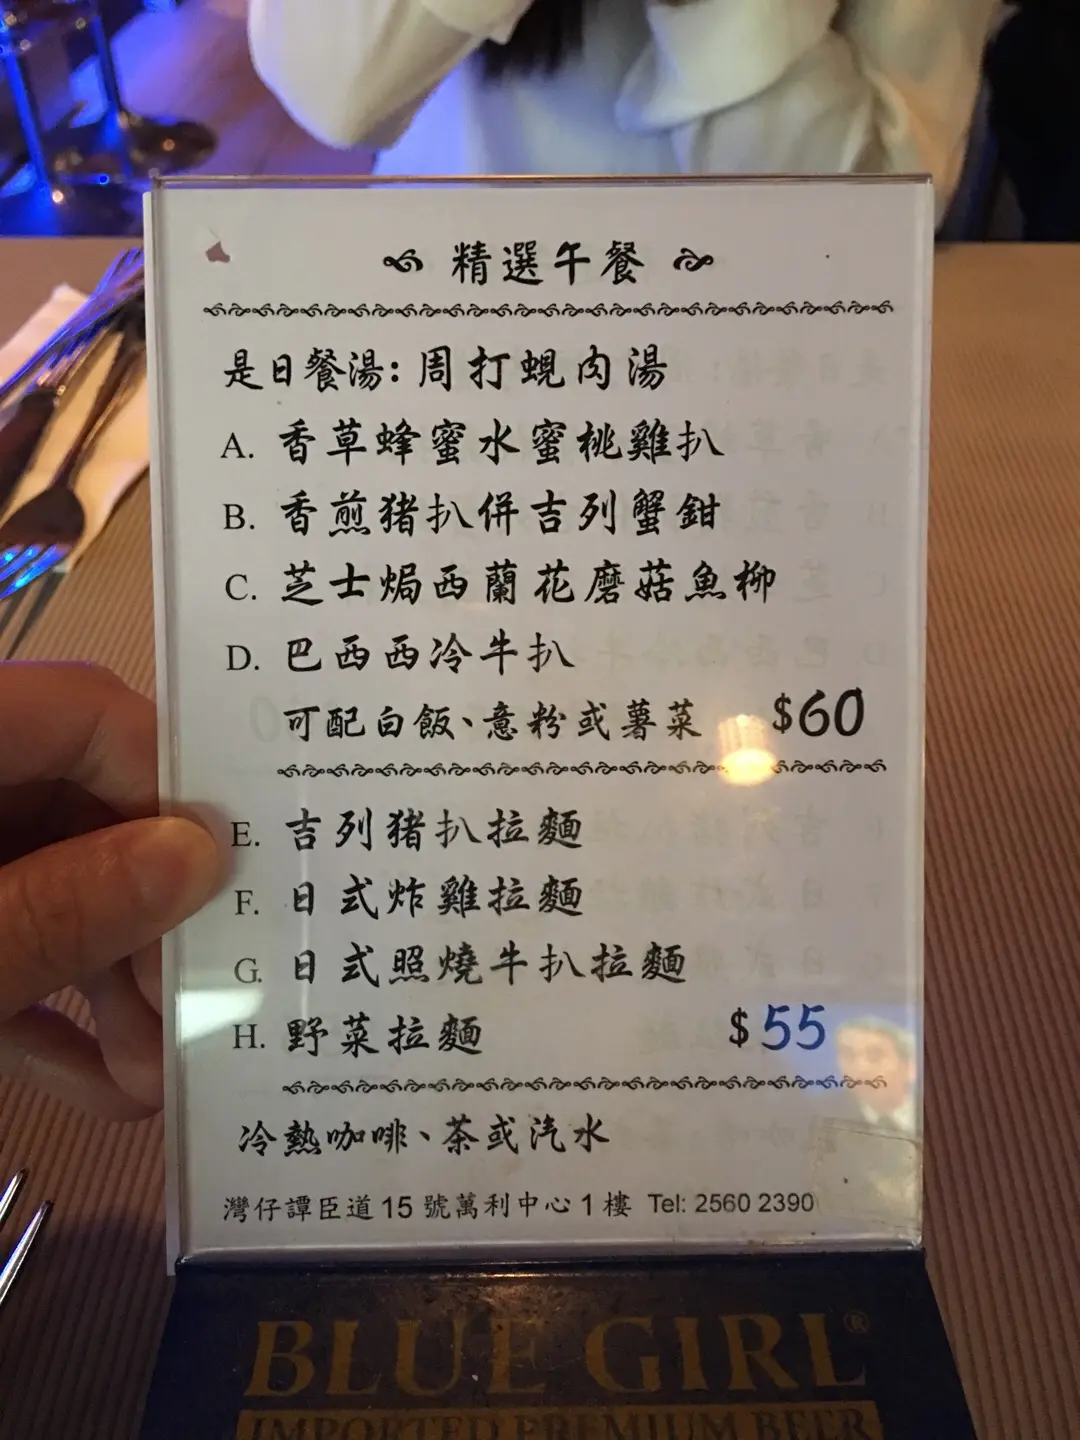 精選午餐
是日餐湯: 周打蜆肉湯
A. 香草蜂蜜水蜜桃雞扒
B. 香煎猪扒併吉列蟹鉗
C. 芝士焗西蘭花磨菇魚柳
D. 巴西西冷牛扒
可配白飯、意粉或薯菜 $60
E. 吉列猪扒拉麵
F. 日式炸雞拉麵
G. 日式照燒牛扒拉麵
H. 野菜拉麵 $55
冷熱咖啡、茶或汽水
灣仔譚臣道 15 號萬利中心 1 樓 Tel: 2560 2390
BLUE GIRL®
IMPORTED PREMIUM BEER